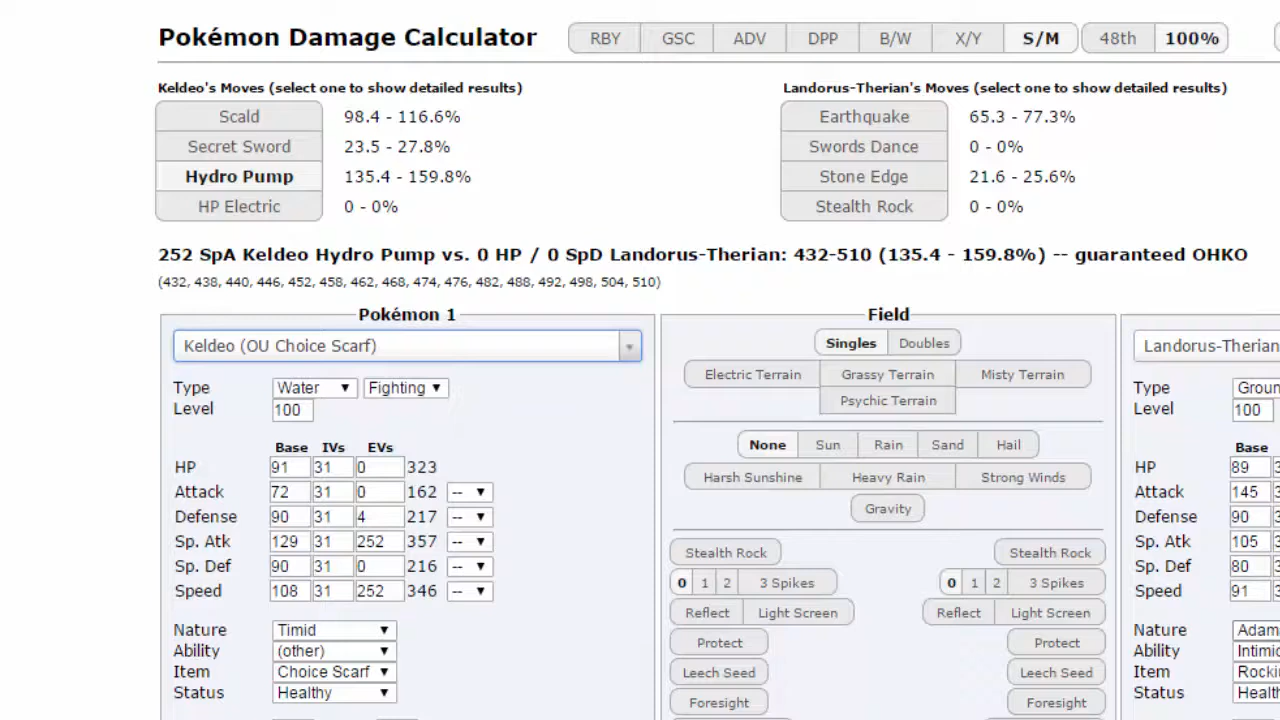 Pokémon Damage Calculator RBY GSC ADV DPP B/W X/Y S/M 48th 100%
Keldeo's Moves (select one to show detailed results) Landorus-Therian's Moves (select one to show detailed results)
Scald 98.4 - 116.6% Earthquake 65.3 - 77.3%
Secret Sword 23.5 - 27.8% Swords Dance 0 - 0%
Hydro Pump 135.4 - 159.8% Stone Edge 21.6 - 25.6%
HP Electric 0 - 0% Stealth Rock 0 - 0%
252 SpA Keldeo Hydro Pump vs. 0 HP / 0 SpD Landorus-Therian: 432-510 (135.4 - 159.8%) -- guaranteed OHKO
(432, 438, 440, 446, 452, 458, 462, 468, 474, 476, 482, 488, 492, 498, 504, 510)
Pokémon 1
Keldeo (OU Choice Scarf)
Type Water Fighting
Level 100
Base IVs EVs
HP 91 31 0 323
Attack 72 31 0 162 --
Defense 90 31 4 217 --
Sp. Atk 129 31 252 357 --
Sp. Def 90 31 0 216 --
Speed 108 31 252 346 --
Nature Timid
Ability (other)
Item Choice Scarf
Status Healthy
Field
Singles Doubles
Electric Terrain Grassy Terrain Misty Terrain
Psychic Terrain
None Sun Rain Sand Hail
Harsh Sunshine Heavy Rain Strong Winds
Gravity
Stealth Rock Stealth Rock
0 1 2 3 Spikes 0 1 2 3 Spikes
Reflect Light Screen Reflect Light Screen
Protect Protect
Leech Seed Leech Seed
Foresight Foresight
Landorus-Therian
Type Groun
Level 100
Base
HP 89 3
Attack 145 3
Defense 90 3
Sp. Atk 105 3
Sp. Def 80 3
Speed 91 3
Nature Adam
Ability Intimid
Item Rocki
Status Health